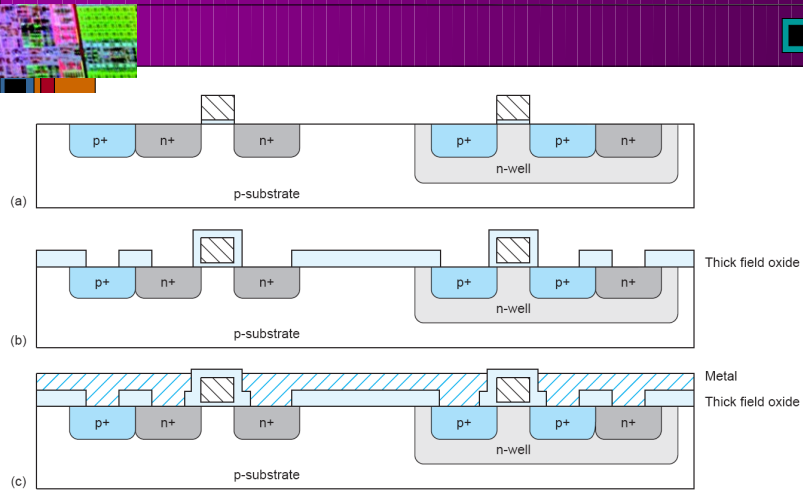 p+ n+ n+ p+ p+ n+
n-well
p-substrate
(a)
Thick field oxide
p+ n+ n+ p+ p+ n+
n-well
p-substrate
(b)
Metal
Thick field oxide
p+ n+ n+ p+ p+ n+
n-well
p-substrate
(c)